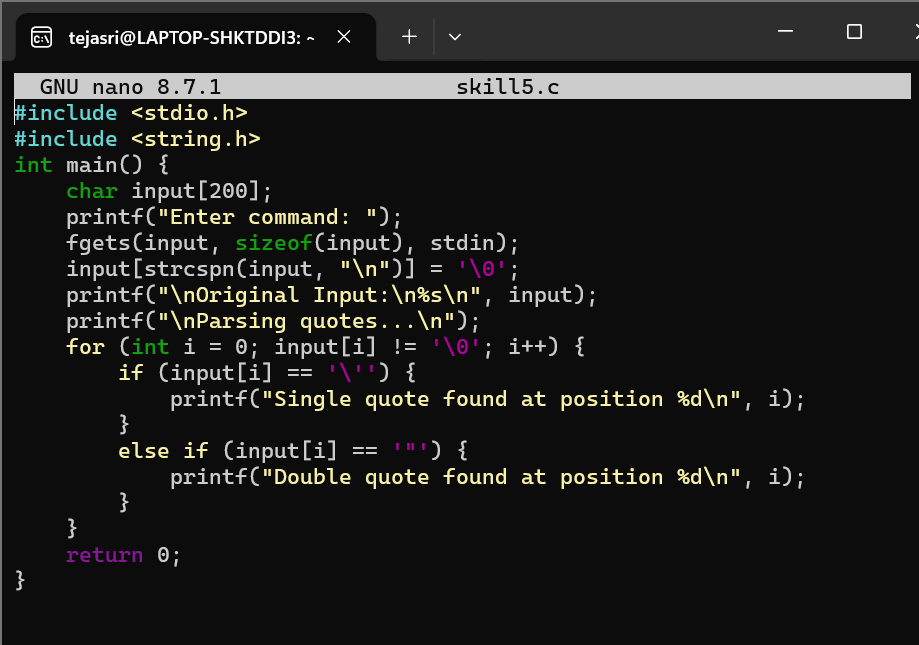 tejasri@LAPTOP-SHKTDDI3: ~
GNU nano 8.7.1 skill5.c
#include <stdio.h>
#include <string.h>
int main() {
    char input[200];
    printf("Enter command: ");
    fgets(input, sizeof(input), stdin);
    input[strcspn(input, "\n")] = '\0';
    printf("\nOriginal Input:\n%s\n", input);
    printf("\nParsing quotes...\n");
    for (int i = 0; input[i] != '\0'; i++) {
        if (input[i] == '\'') {
            printf("Single quote found at position %d\n", i);
        }
        else if (input[i] == '"') {
            printf("Double quote found at position %d\n", i);
        }
    }
    return 0;
}